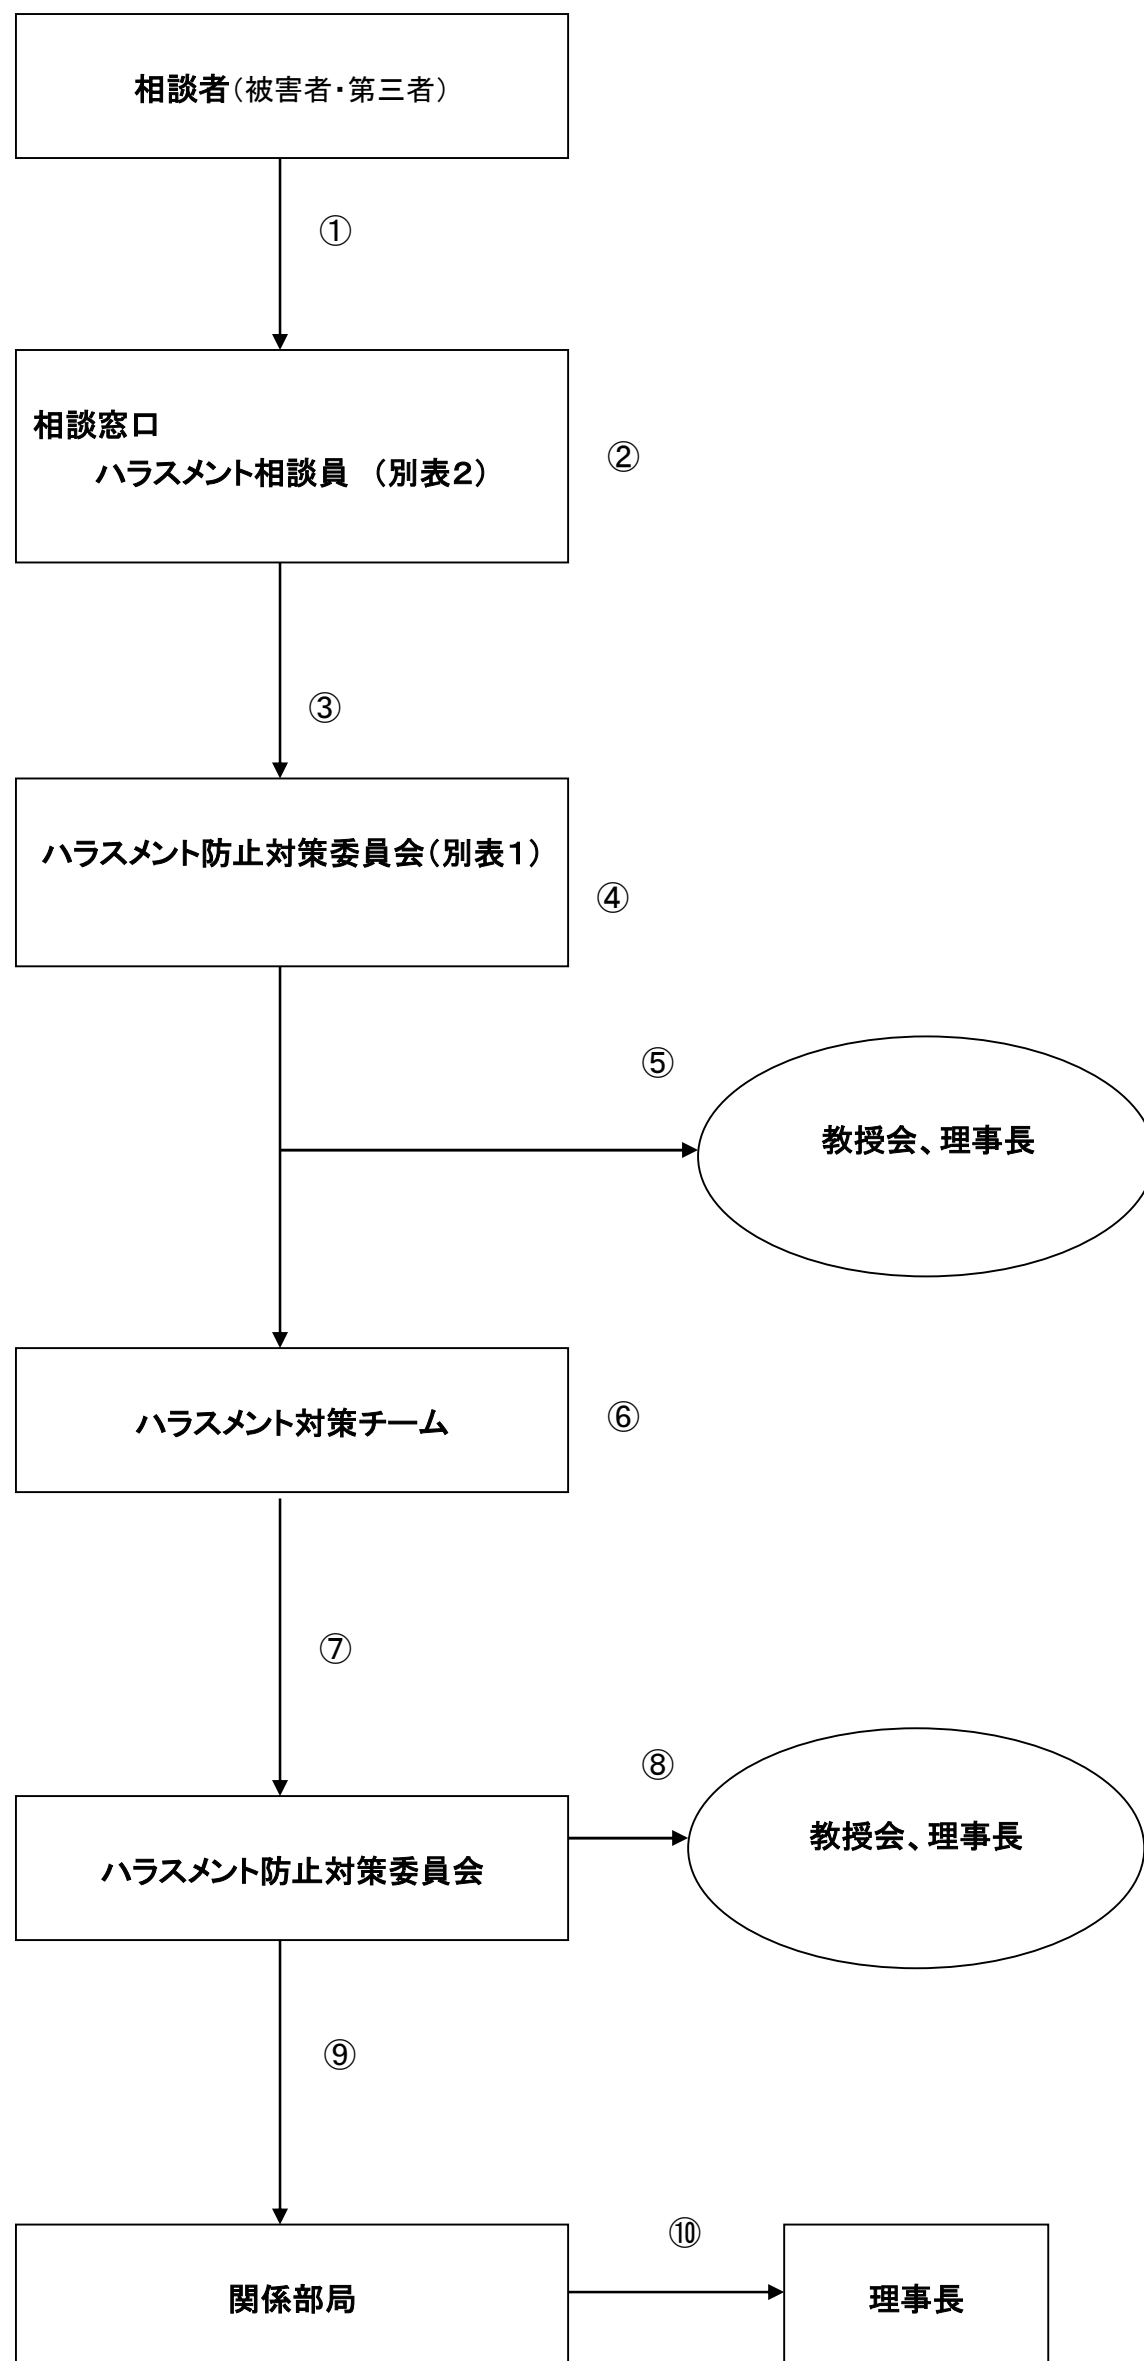 相談者（被害者・第三者）
①
相談窓口
ハラスメント相談員　（別表２）
②
③
ハラスメント防止対策委員会（別表１）
④
⑤
教授会、理事長
ハラスメント対策チーム
⑥
⑦
⑧
教授会、理事長
ハラスメント防止対策委員会
⑨
⑩
関係部局
理事長